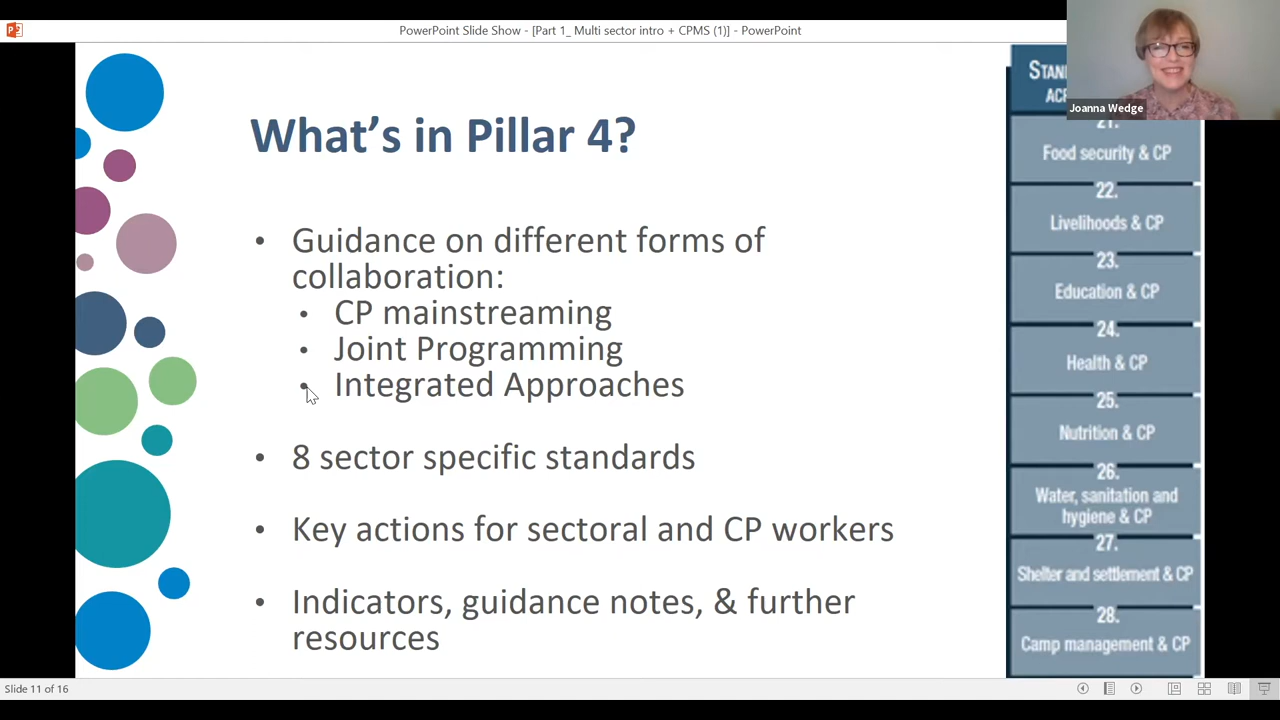 PowerPoint Slide Show - [Part 1_ Multi sector intro + CPMS (1)] - PowerPoint
Joanna Wedge
What's in Pillar 4?
• Guidance on different forms of
collaboration:
• CP mainstreaming
• Joint Programming
• Integrated Approaches
• 8 sector specific standards
• Key actions for sectoral and CP workers
• Indicators, guidance notes, & further
resources
21.
Food security & CP
22.
Livelihoods & CP
23.
Education & CP
24.
Health & CP
25.
Nutrition & CP
26.
Water, sanitation and
hygiene & CP
27.
Shelter and settlement & CP
28.
Camp management & CP
Slide 11 of 16